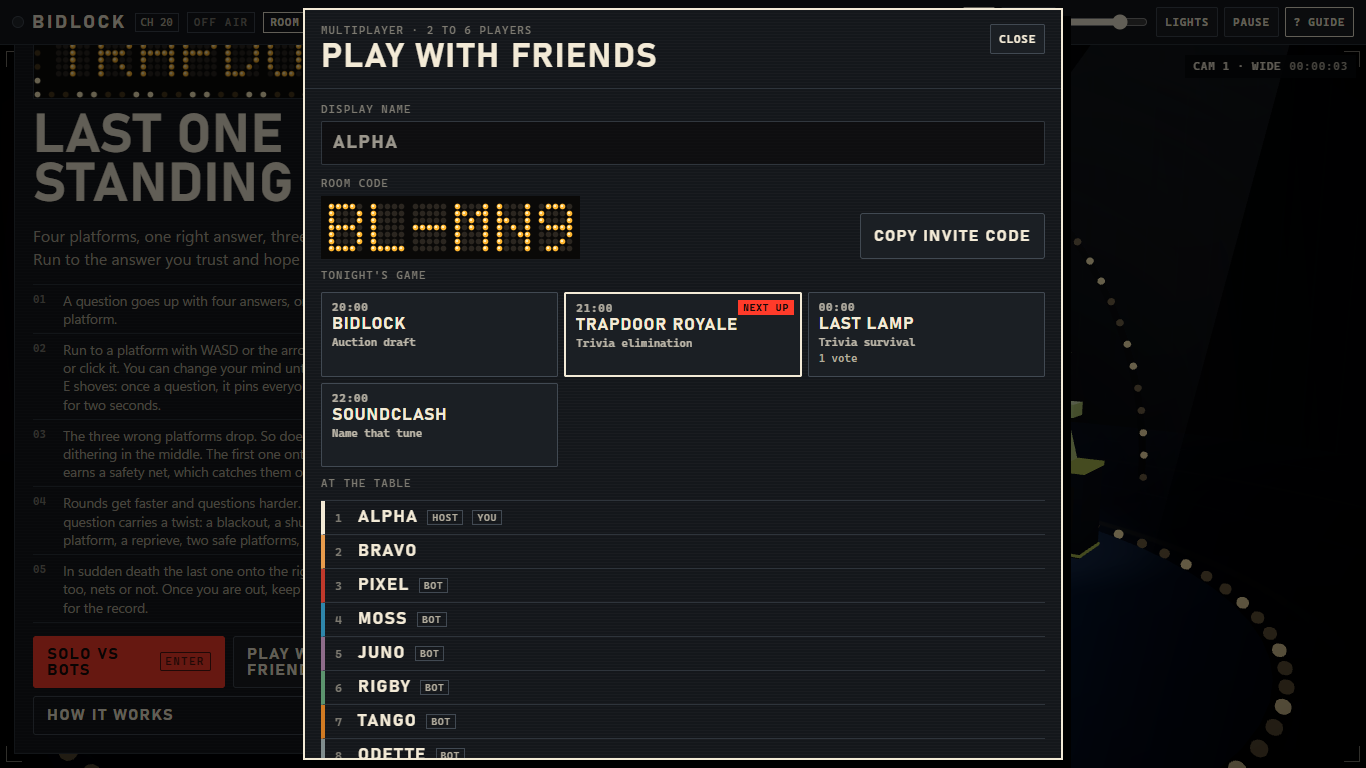 BIDLOCK CH 20 OFF AIR ROOM
LIGHTS PAUSE ? GUIDE
CAM 1 · WIDE 00:00:03
LAST ONE
STANDING
Four platforms, one right answer, three
Run to the answer you trust and hope
01 A question goes up with four answers,
platform.
02 Run to a platform with WASD or the
or click it. You can change your mind
E shoves: once a question, it pins
for two seconds.
03 The three wrong platforms drop. So
dithering in the middle. The first one
earns a safety net, which catches them
04 Rounds get faster and questions harder.
question carries a twist: a blackout, a
platform, a reprieve, two safe platforms,
05 In sudden death the last one onto the
too, nets or not. Once you are out, keep
for the record.
SOLO VS
BOTS
ENTER
PLAY
HOW IT WORKS
MULTIPLAYER · 2 TO 6 PLAYERS
PLAY WITH FRIENDS
CLOSE
DISPLAY NAME
ALPHA
ROOM CODE
BL-MN9
COPY INVITE CODE
TONIGHT'S GAME
20:00
BIDLOCK
Auction draft
21:00
NEXT UP
TRAPDOOR ROYALE
Trivia elimination
00:00
LAST LAMP
Trivia survival
1 vote
22:00
SOUNDCLASH
Name that tune
AT THE TABLE
1 ALPHA HOST YOU
2 BRAVO
3 PIXEL BOT
4 MOSS BOT
5 JUNO BOT
6 RIGBY BOT
7 TANGO BOT
8 ODETTE BOT